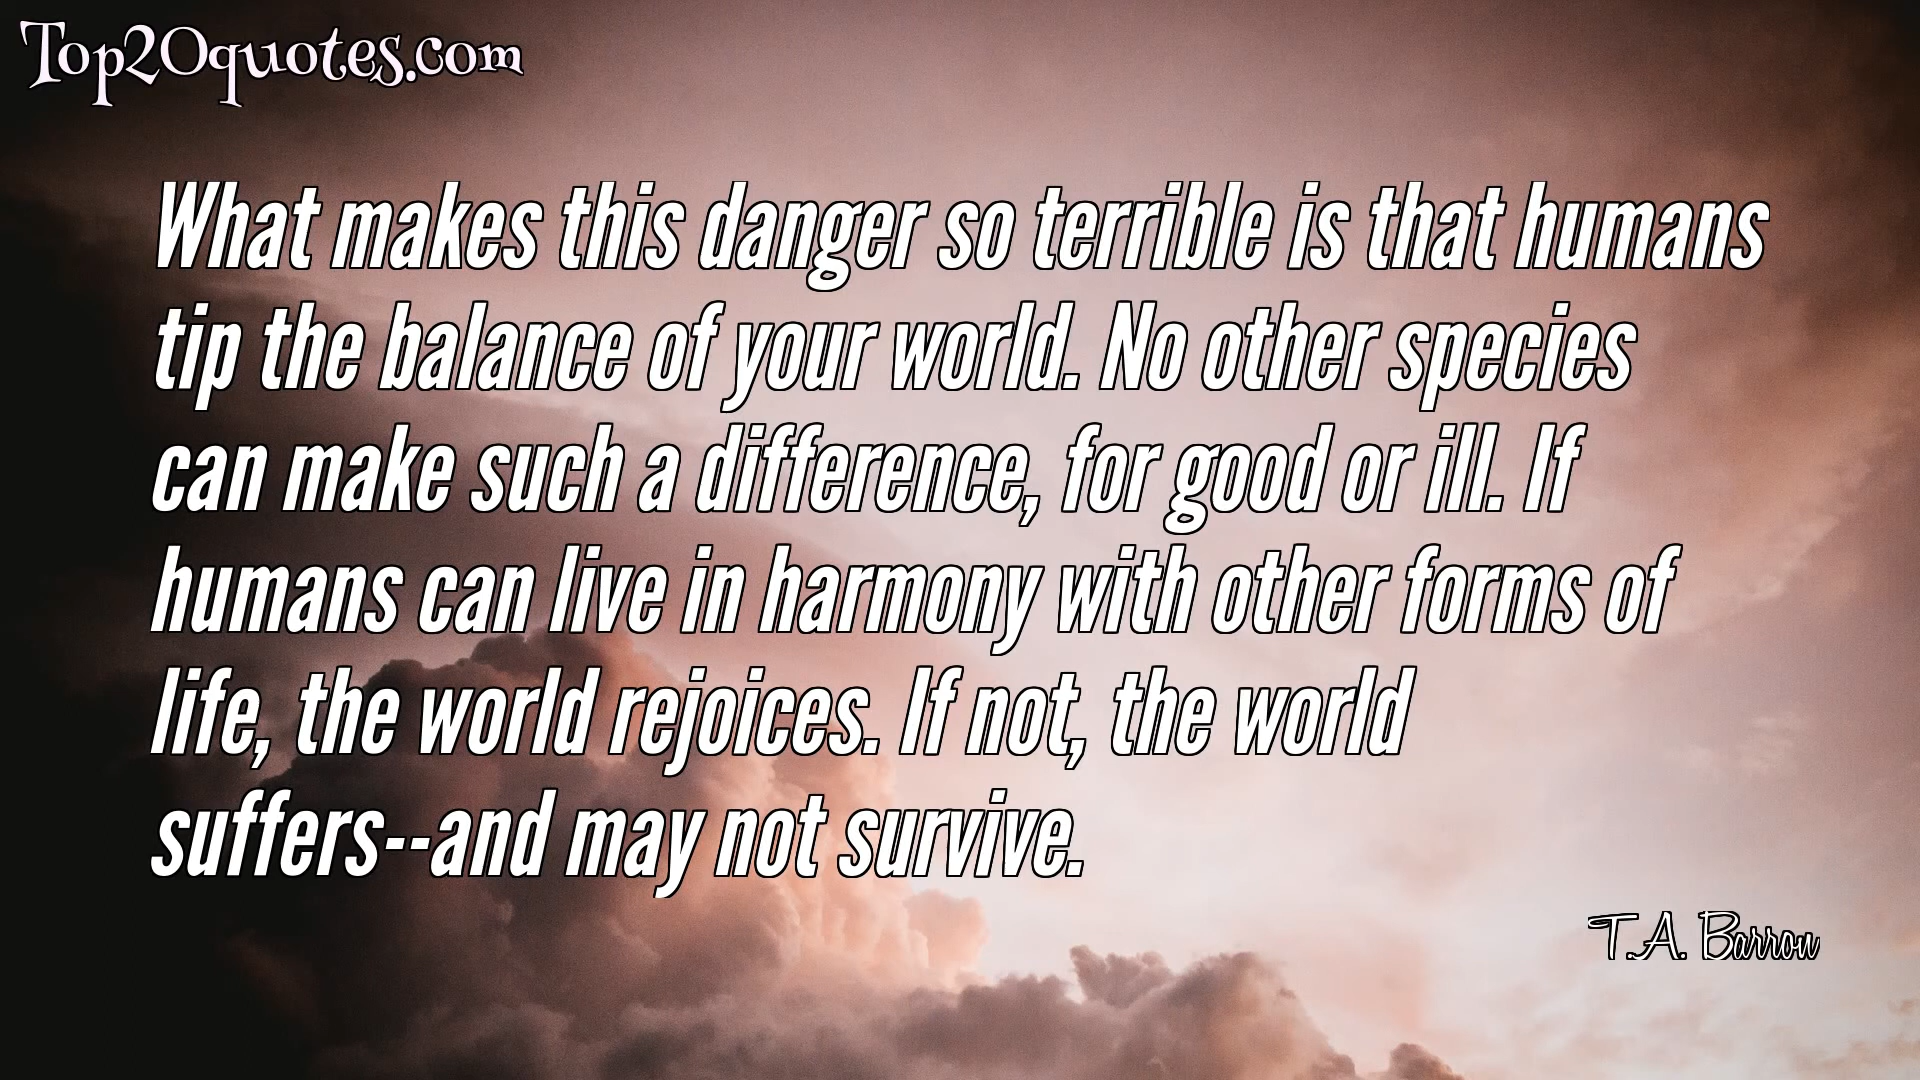 Top20quotes.com
What makes this danger so terrible is that humans
tip the balance of your world. No other species
can make such a difference, for good or ill. If
humans can live in harmony with other forms of
life, the world rejoices. If not, the world
suffers--and may not survive.
T.A. Barron